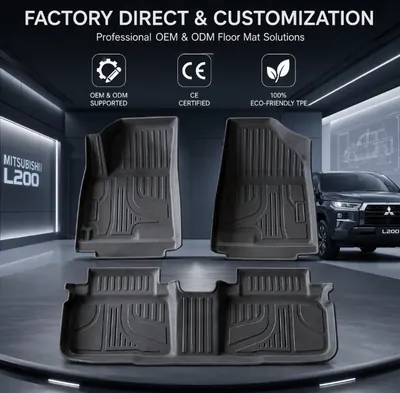 FACTORY DIRECT & CUSTOMIZATION
Professional OEM & ODM Floor Mat Solutions
OEM & ODM
SUPPORTED
CE
CERTIFIED
100%
ECO-FRIENDLY TPE
MITSUBISHI
L200
L200